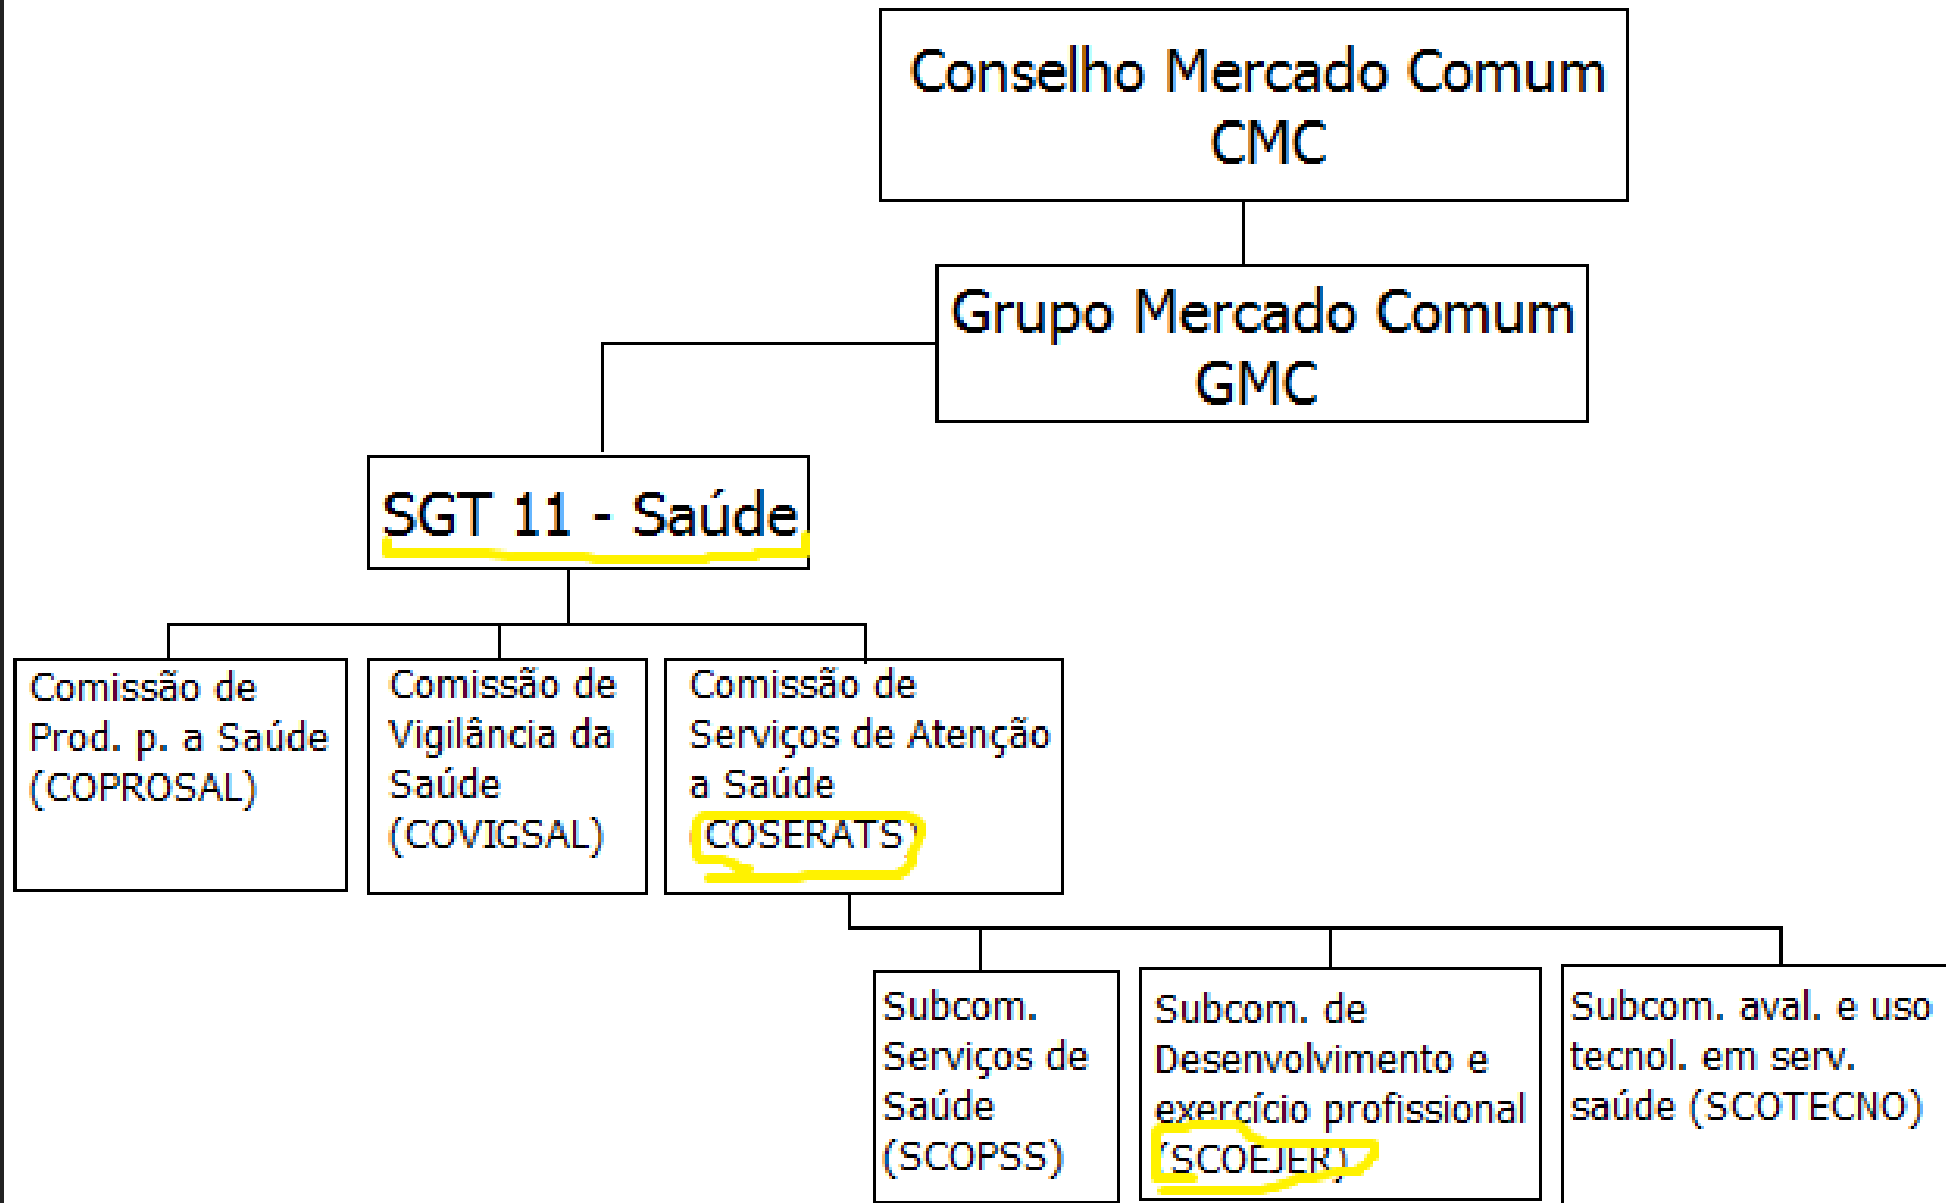 Conselho Mercado Comum
CMC
Grupo Mercado Comum
GMC
SGT 11 - Saúde
Comissão de
Prod. p. a Saúde
(COPROSAL)
Comissão de
Vigilância da
Saúde
(COVIGSAL)
Comissão de
Serviços de Atenção
a Saúde
(COSERATS)
Subcom.
Serviços de
Saúde
(SCOPSS)
Subcom. de
Desenvolvimento e
exercício profissional
(SCOEJER)
Subcom. aval. e uso
tecnol. em serv.
saúde (SCOTECNO)